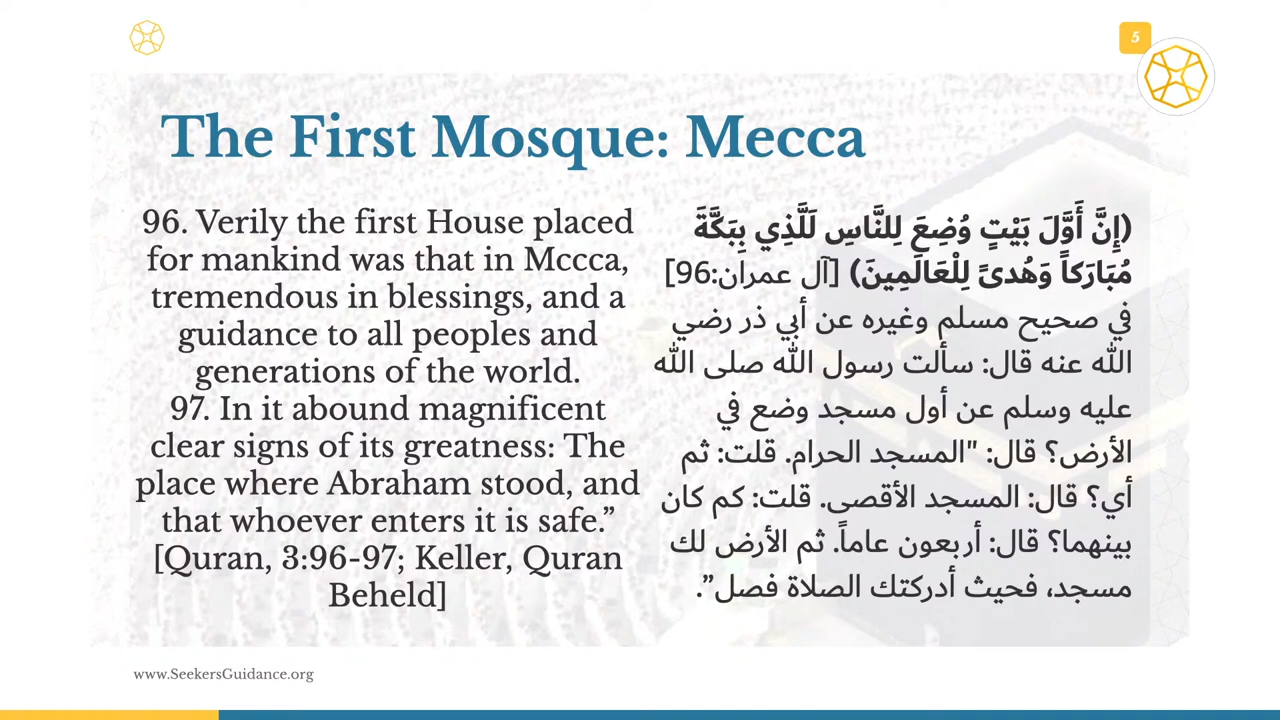 5
The First Mosque: Mecca
96. Verily the first House placed
for mankind was that in Mccca,
tremendous in blessings, and a
guidance to all peoples and
generations of the world.
97. In it abound magnificent
clear signs of its greatness: The
place where Abraham stood, and
that whoever enters it is safe.”
[Quran, 3:96-97; Keller, Quran
Beheld]
(إِنَّ أَوَّلَ بَيْتٍ وُضِعَ لِلنَّاسِ لَلَّذِي بِبَكَّةَ
مُبَارَكاً وَهُدىً لِلْعَالَمِينَ) [آل عمران:96]
في صحيح مسلم وغيره عن أبي ذر رضي
الله عنه قال: سألت رسول الله صلى الله
عليه وسلم عن أول مسجد وضع في
الأرض؟ قال: "المسجد الحرام. قلت: ثم
أي؟ قال: المسجد الأقصى. قلت: كم كان
بينهما؟ قال: أربعون عاماً. ثم الأرض لك
مسجد، فحيث أدركتك الصلاة فصل”.
www.SeekersGuidance.org